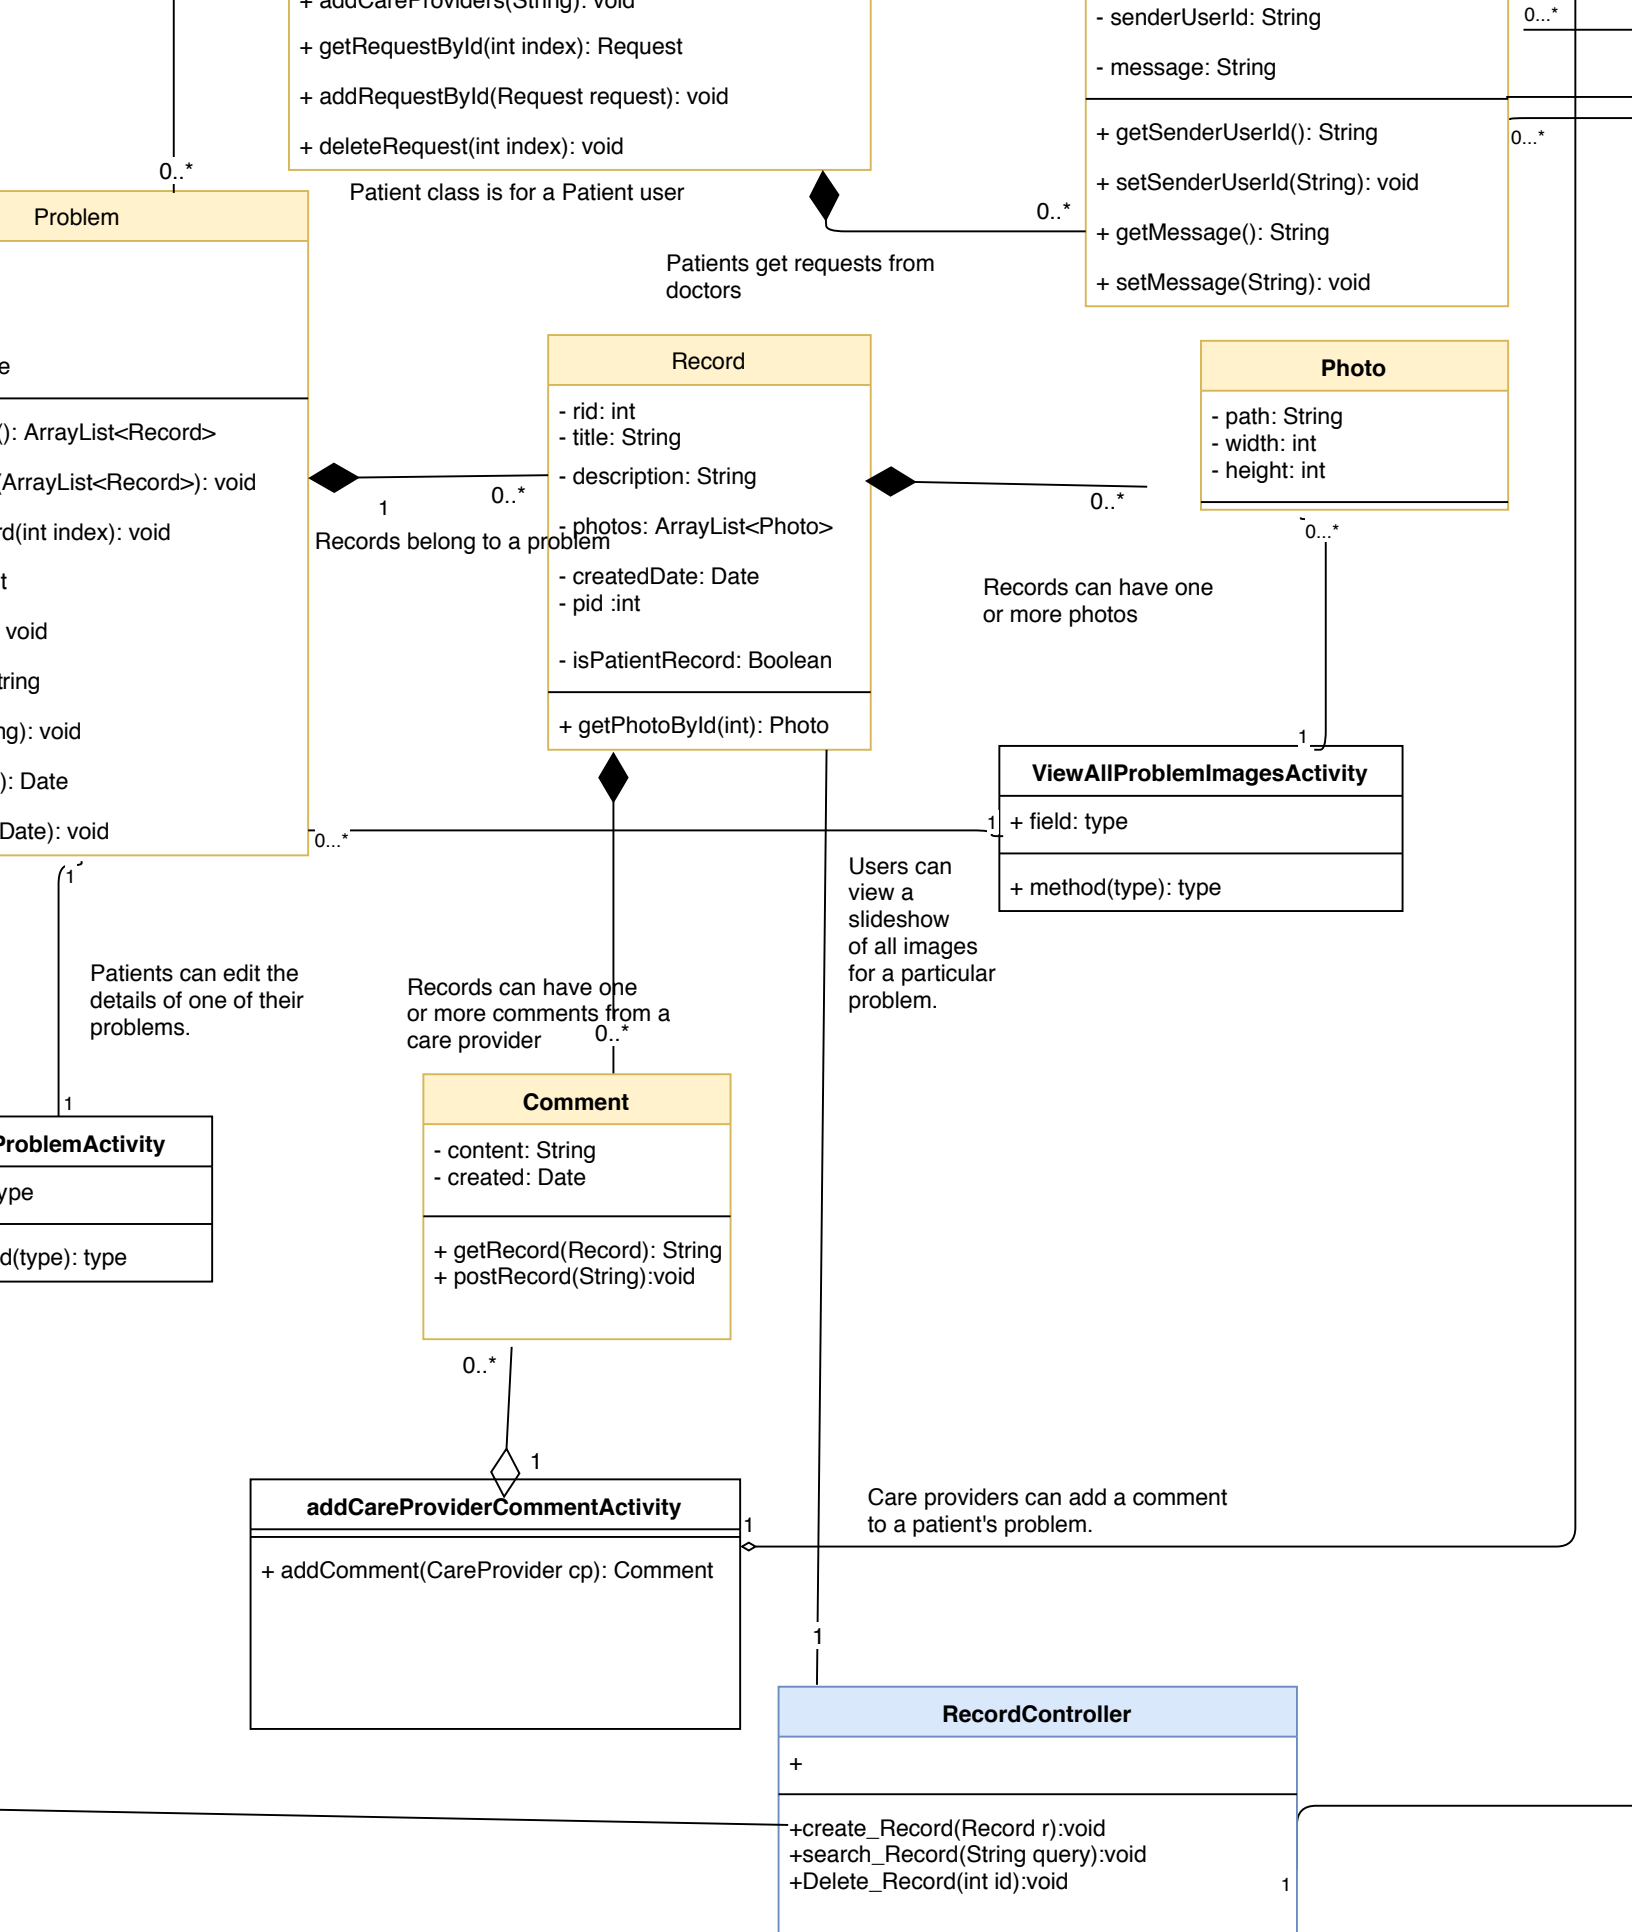 + addCareProviders(String): void
+ getRequestById(int index): Request
+ addRequestById(Request request): void
+ deleteRequest(int index): void
- senderUserId: String
- message: String
+ getSenderUserId(): String
+ setSenderUserId(String): void
+ getMessage(): String
+ setMessage(String): void
0...*
0...*
0..*
Patient class is for a Patient user
0..*
Patients get requests from
doctors
Problem
e
(): ArrayList<Record>
(ArrayList<Record>): void
rd(int index): void
t
void
tring
ng): void
): Date
Date): void
1
0..*
Records belong to a problem
Record
- rid: int
- title: String
- description: String
- photos: ArrayList<Photo>
- createdDate: Date
- pid :int
- isPatientRecord: Boolean
+ getPhotoById(int): Photo
0..*
Photo
- path: String
- width: int
- height: int
0...*
Records can have one
or more photos
1
ViewAllProblemImagesActivity
1
+ field: type
+ method(type): type
0...*
1
Users can
view a
slideshow
of all images
for a particular
problem.
Patients can edit the
details of one of their
problems.
Records can have one
or more comments from a
care provider
0..*
1
ProblemActivity
ype
d(type): type
Comment
- content: String
- created: Date
+ getRecord(Record): String
+ postRecord(String):void
0..*
1
addCareProviderCommentActivity
+ addComment(CareProvider cp): Comment
1
Care providers can add a comment
to a patient's problem.
1
RecordController
+
+create_Record(Record r):void
+search_Record(String query):void
+Delete_Record(int id):void
1